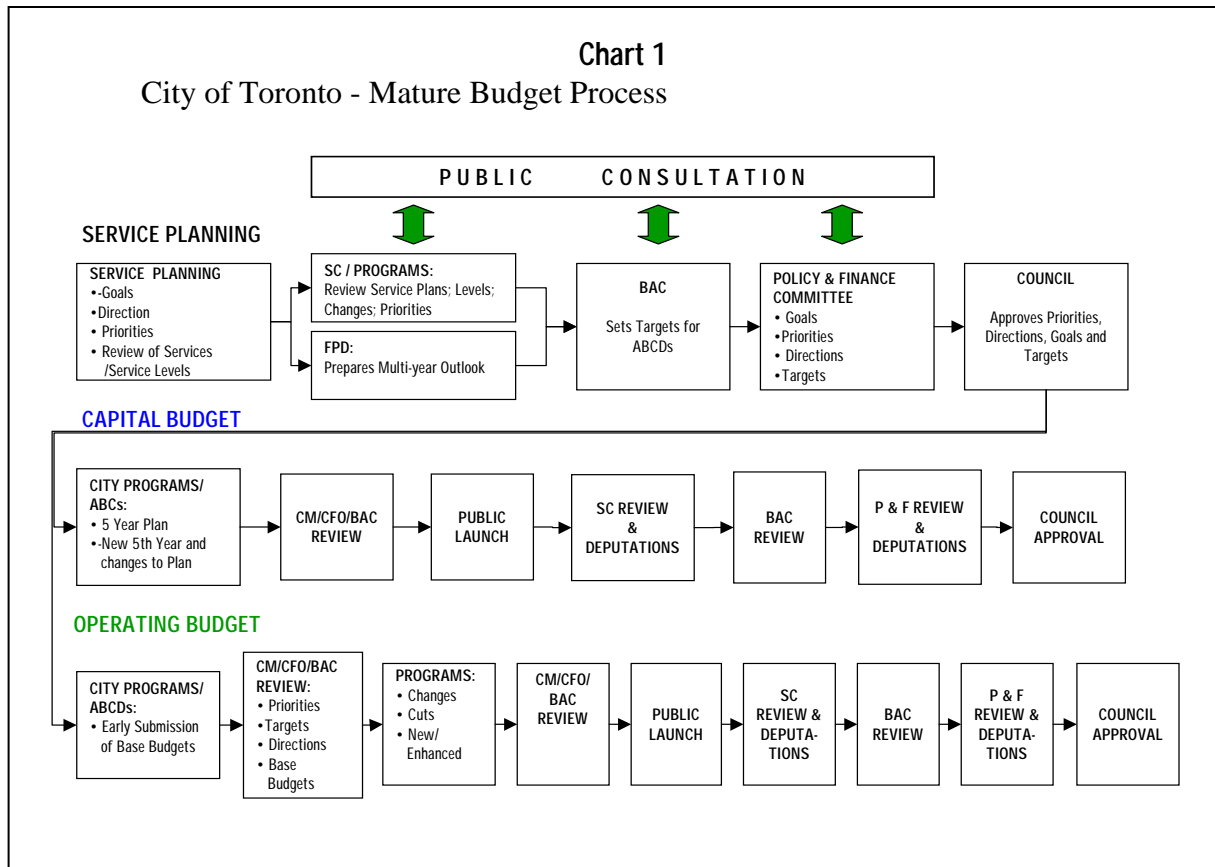 Chart 1
City of Toronto - Mature Budget Process
PUBLIC CONSULTATION
SERVICE PLANNING
SERVICE PLANNING
•-Goals
•Direction
• Priorities
• Review of Services
/Service Levels
SC / PROGRAMS:
Review Service Plans; Levels;
Changes; Priorities
FPD:
Prepares Multi-year Outlook
BAC
Sets Targets for
ABCDs
POLICY & FINANCE
COMMITTEE
• Goals
•Priorities
• Directions
•Targets
COUNCIL
Approves Priorities,
Directions, Goals and
Targets
CAPITAL BUDGET
CITY PROGRAMS/
ABCs:
• 5 Year Plan
•-New 5th Year and
changes to Plan
CM/CFO/BAC
REVIEW
PUBLIC
LAUNCH
SC REVIEW
&
DEPUTATIONS
BAC
REVIEW
P & F REVIEW
&
DEPUTATIONS
COUNCIL
APPROVAL
OPERATING BUDGET
CITY PROGRAMS/
ABCDs:
• Early Submission
of Base Budgets
CM/CFO/BAC
REVIEW:
• Priorities
•Targets
• Directions
• Base
Budgets
PROGRAMS:
• Changes
• Cuts
• New/
Enhanced
CM/CFO/
BAC
REVIEW
PUBLIC
LAUNCH
SC
REVIEW &
DEPUTA-
TIONS
BAC
REVIEW
P & F
REVIEW &
DEPUTA-
TIONS
COUNCIL
APPROVAL